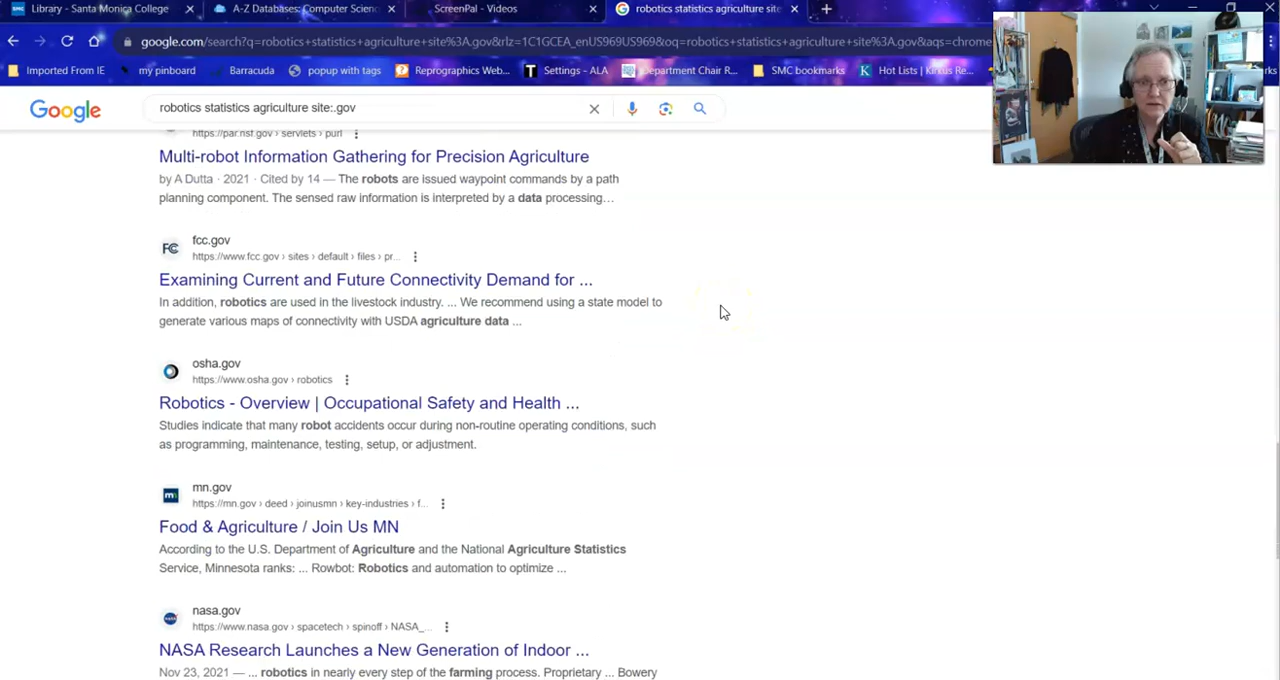 Library - Santa Monica College
A-Z Databases: Computer Scienc
ScreenPal - Videos
robotics statistics agriculture site
google.com/search?q=robotics+statistics+agriculture+site%3A.gov&rlz=1C1GCEA_enUS969US969&oq=robotics+statistics+agriculture+site%3A.gov&aqs=chrome
Imported From IE
my pinboard
Barracuda
popup with tags
Reprographics Web...
Settings - ALA
Department Chair R...
SMC bookmarks
Hot Lists | Kirkus Re...
Google
robotics statistics agriculture site:.gov
https://par.nsf.gov › servlets › purl
Multi-robot Information Gathering for Precision Agriculture
by A Dutta · 2021 · Cited by 14 — The robots are issued waypoint commands by a path
planning component. The sensed raw information is interpreted by a data processing...
fcc.gov
https://www.fcc.gov › sites › default › files › pr...
Examining Current and Future Connectivity Demand for ...
In addition, robotics are used in the livestock industry. ... We recommend using a state model to
generate various maps of connectivity with USDA agriculture data ...
osha.gov
https://www.osha.gov › robotics
Robotics - Overview | Occupational Safety and Health ...
Studies indicate that many robot accidents occur during non-routine operating conditions, such
as programming, maintenance, testing, setup, or adjustment.
mn.gov
https://mn.gov › deed › joinusmn › key-industries › f...
Food & Agriculture / Join Us MN
According to the U.S. Department of Agriculture and the National Agriculture Statistics
Service, Minnesota ranks: ... Rowbot: Robotics and automation to optimize ...
nasa.gov
https://www.nasa.gov › spacetech › spinoff › NASA_...
NASA Research Launches a New Generation of Indoor ...
Nov 23, 2021 — ... robotics in nearly every step of the farming process. Proprietary ... Bowery